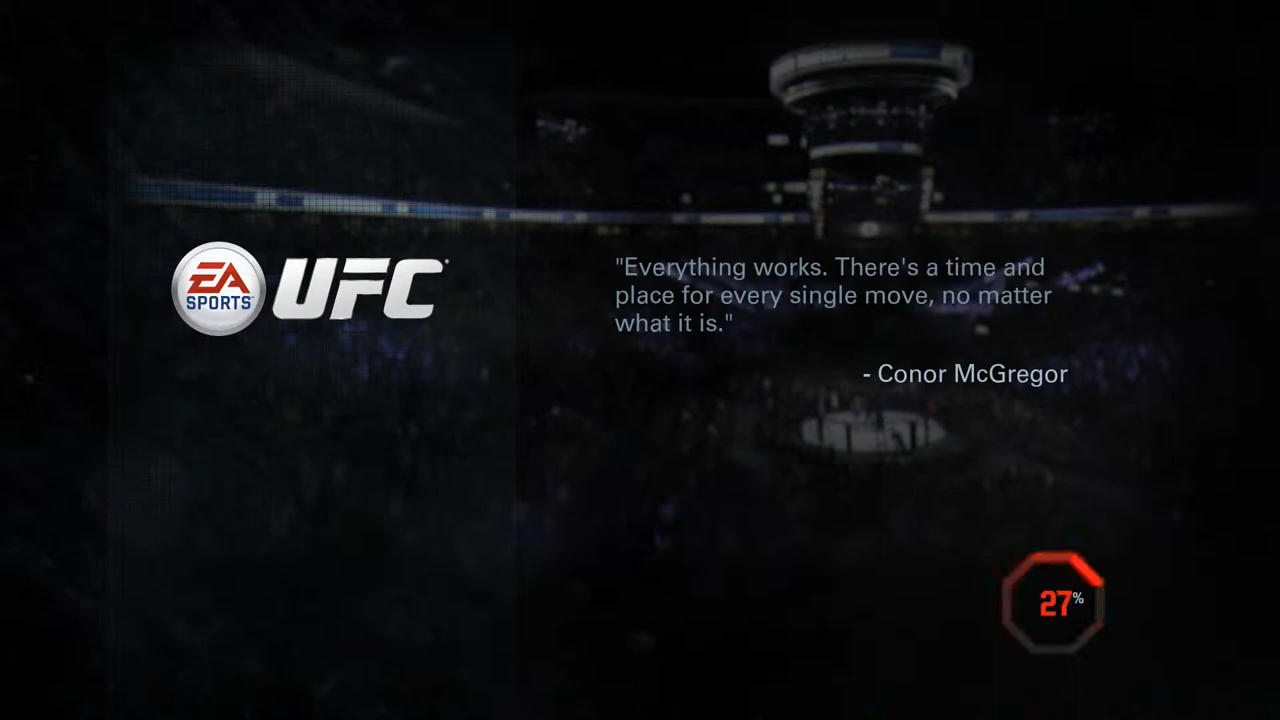 EA
SPORTS
UFC
"Everything works. There's a time and
place for every single move, no matter
what it is."
- Conor McGregor
27%